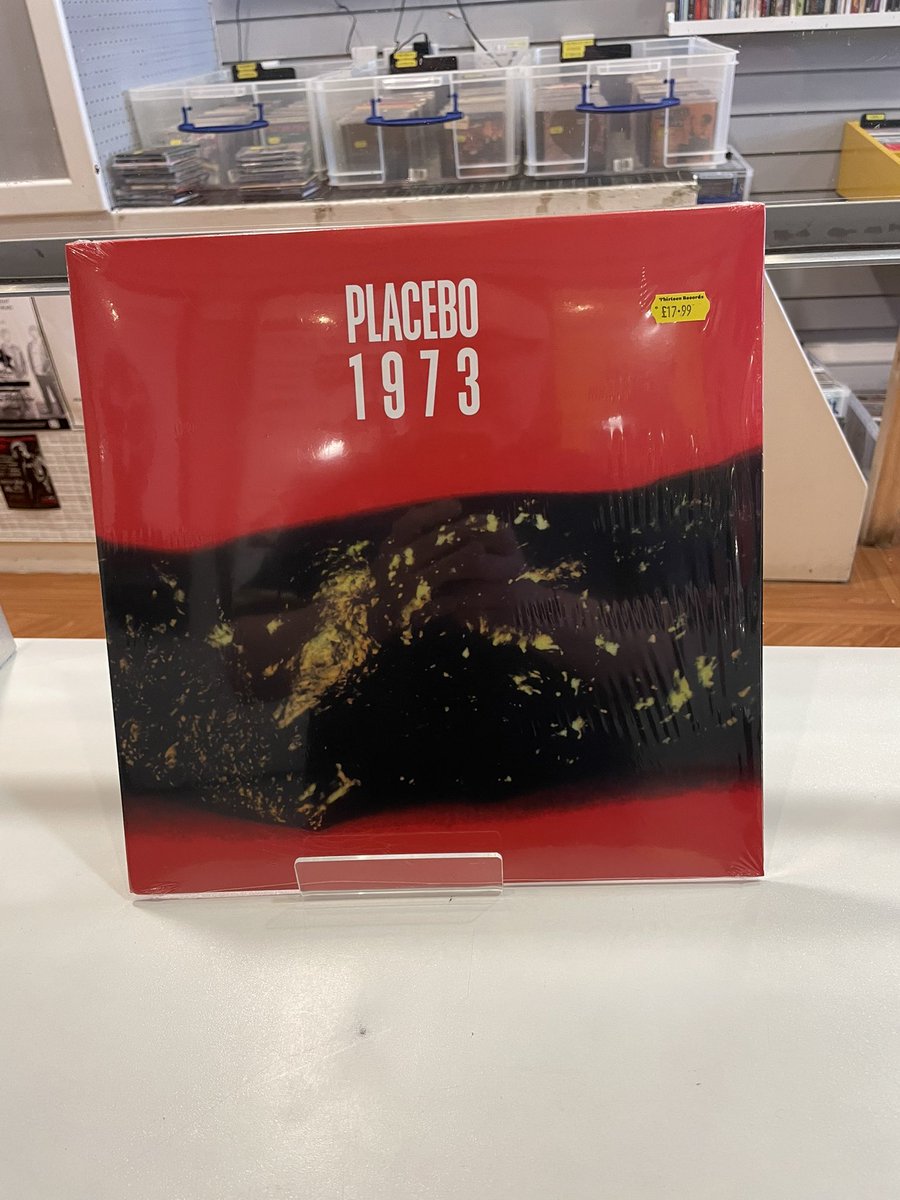 PLACEBO
1973
Thirteen Records
£17.99